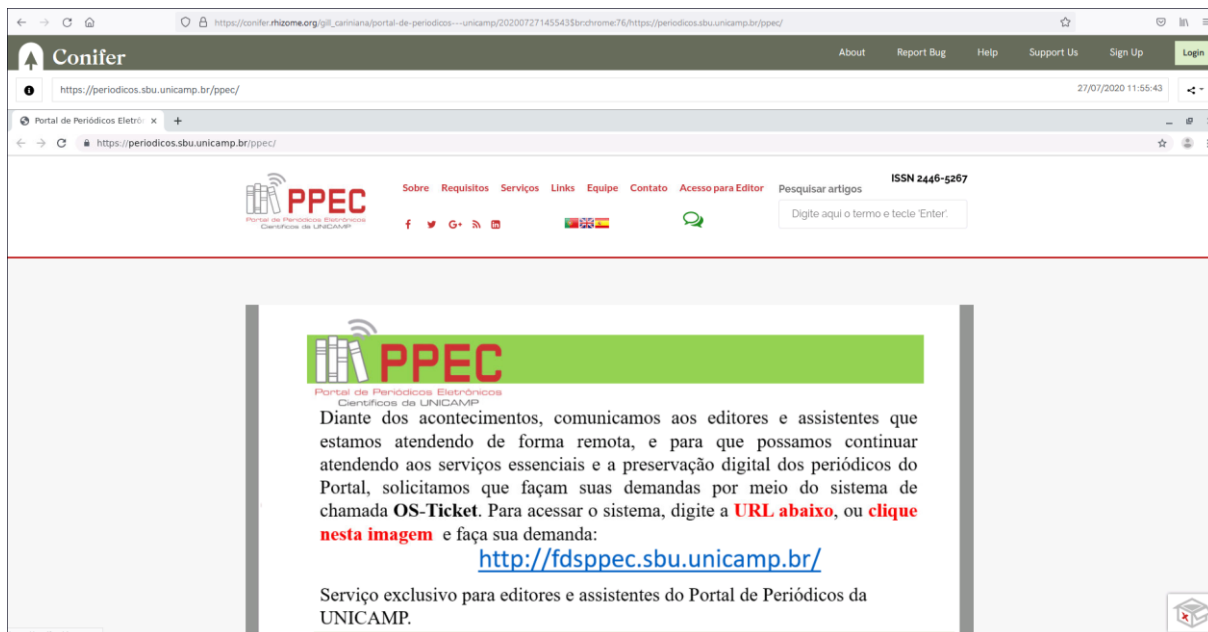 https://conifer.rhizome.org/gill_cariniana/portal-de-periodicos---unicamp/20200727145543$br:chrome:76/https://periodicos.sbu.unicamp.br/ppec/
Conifer
About Report Bug Help Support Us Sign Up Login
https://periodicos.sbu.unicamp.br/ppec/ 27/07/2020 11:55:43
Portal de Periódicos Eletrô
https://periodicos.sbu.unicamp.br/ppec/
PPEC
Portal de Periódicos Eletrônicos
Científicos da UNICAMP
Sobre Requisitos Serviços Links Equipe Contato Acesso para Editor
Pesquisar artigos
ISSN 2446-5267
Digite aqui o termo e tecle 'Enter'.
PPEC
Portal de Periódicos Eletrônicos
Científicos da UNICAMP
Diante dos acontecimentos, comunicamos aos editores e assistentes que
estamos atendendo de forma remota, e para que possamos continuar
atendendo aos serviços essenciais e a preservação digital dos periódicos do
Portal, solicitamos que façam suas demandas por meio do sistema de
chamada OS-Ticket. Para acessar o sistema, digite a URL abaixo, ou clique
nesta imagem e faça sua demanda:
http://fdsppec.sbu.unicamp.br/
Serviço exclusivo para editores e assistentes do Portal de Periódicos da
UNICAMP.